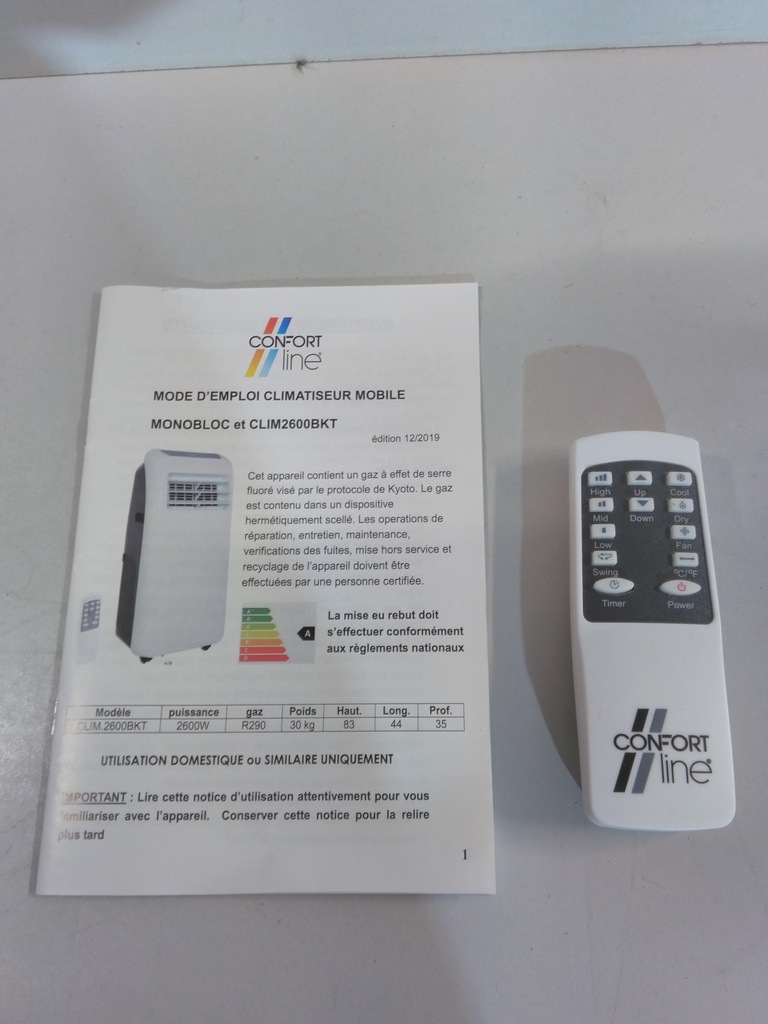 CONFORT
line
MODE D'EMPLOI CLIMATISEUR MOBILE
MONOBLOC et CLIM2600BKT
édition 12/2019
Cet appareil contient un gaz à effet de serre
fluoré visé par le protocole de Kyoto. Le gaz
est contenu dans un dispositive
hermétiquement scellé. Les operations de
réparation, entretien, maintenance,
verifications des fuites, mise hors service et
recyclage de l'appareil doivent être
effectuées par une personne certifiée.
A
La mise eu rebut doit
s'effectuer conformément
aux règlements nationaux
Modèle puissance gaz Poids Haut. Long. Prof.
CLIM.2600BKT 2600W R290 30 kg 83 44 35
UTILISATION DOMESTIQUE ou SIMILAIRE UNIQUEMENT
IMPORTANT : Lire cette notice d'utilisation attentivement pour vous
familiariser avec l'appareil. Conserver cette notice pour la relire
plus tard
1
High Up Cool
Mid Down Dry
Low Fan
Swing °C/°F
Timer Power
CONFORT
line